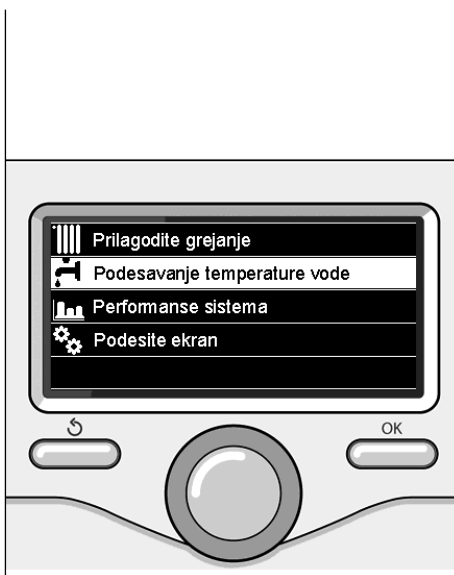 Prilagodite grejanje
Podesavanje temperature vode
Performanse sistema
Podesite ekran
OK